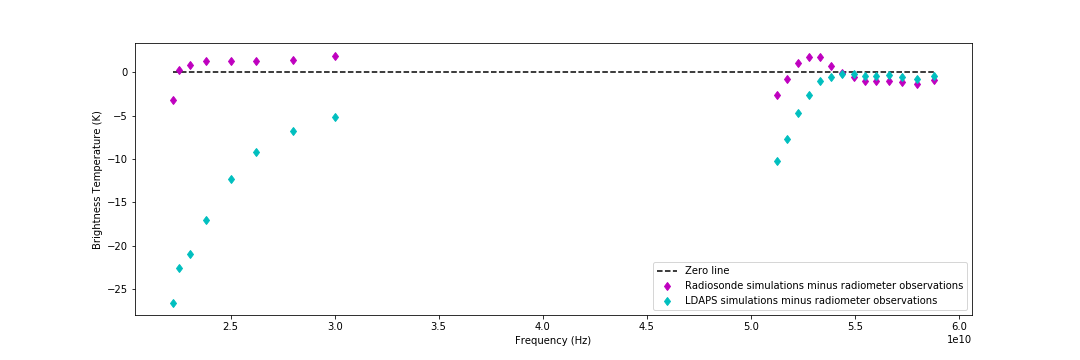 0
−5
−10
−15
−20
−25
Brightness Temperature (K)
Zero line
Radiosonde simulations minus radiometer observations
LDAPS simulations minus radiometer observations
2.5 3.0 3.5 4.0 4.5 5.0 5.5 6.0
1e10
Frequency (Hz)